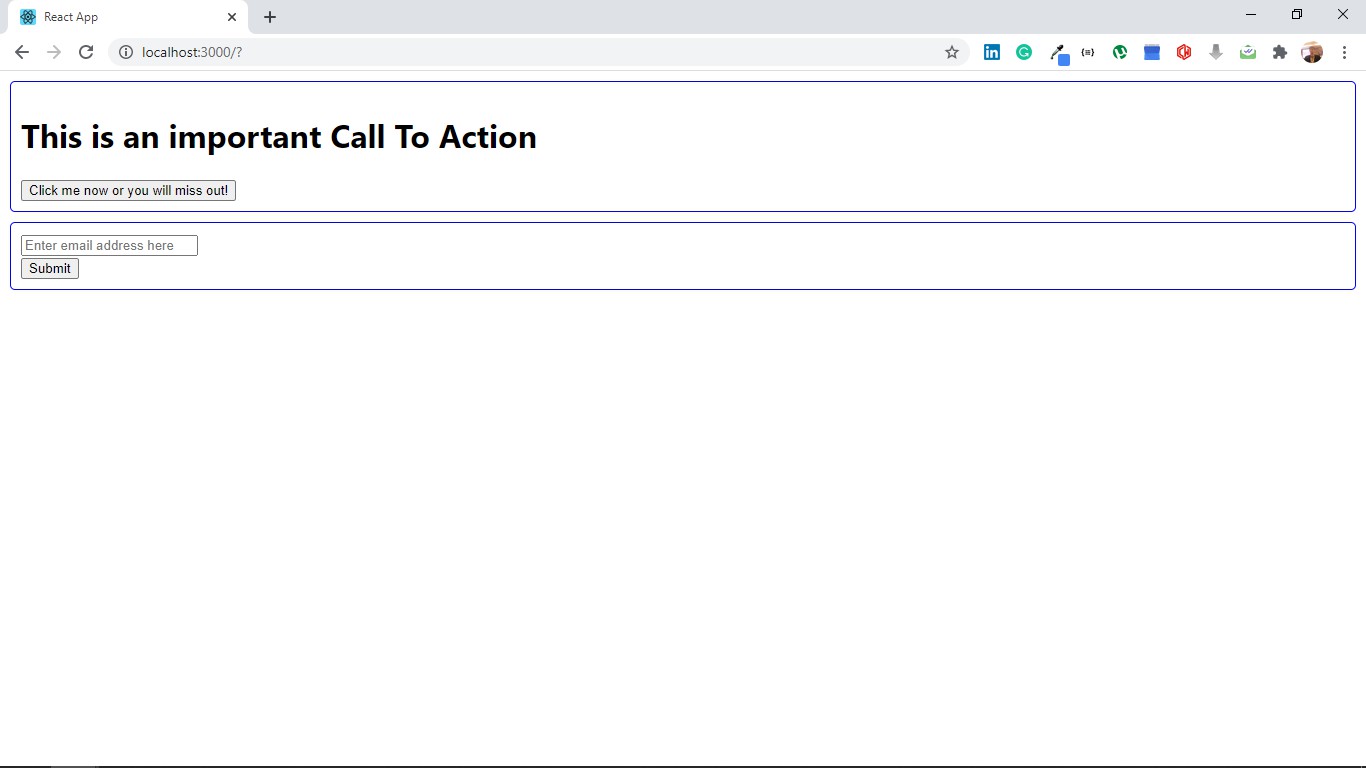 React App
localhost:3000/?
This is an important Call To Action
Click me now or you will miss out!
Enter email address here
Submit